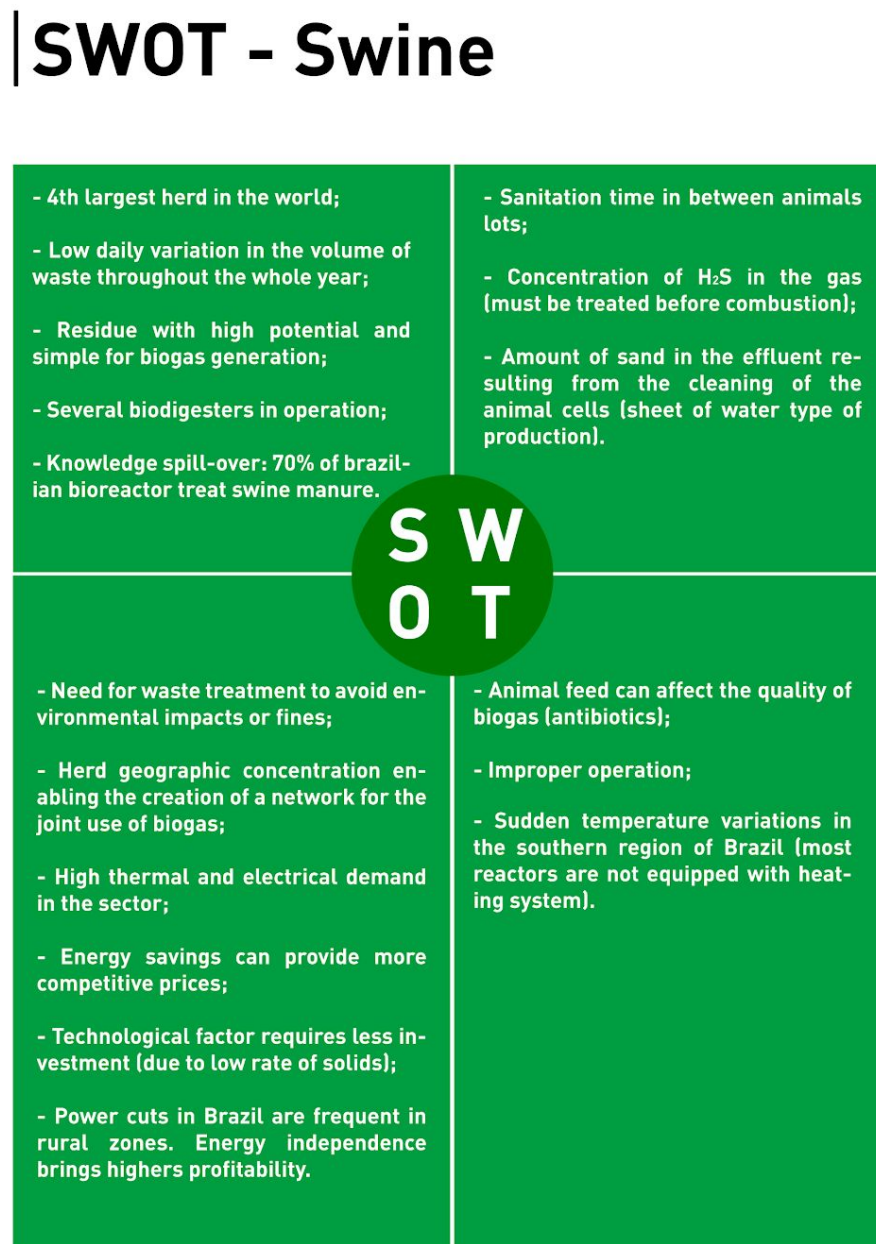 SWOT - Swine
- 4th largest herd in the world;
- Low daily variation in the volume of
waste throughout the whole year;
- Residue with high potential and
simple for biogas generation;
- Several biodigesters in operation;
- Knowledge spill-over: 70% of brazil-
ian bioreactor treat swine manure.
- Sanitation time in between animals
lots;
- Concentration of H₂S in the gas
(must be treated before combustion);
- Amount of sand in the effluent re-
sulting from the cleaning of the
animal cells (sheet of water type of
production).
S W
O T
- Need for waste treatment to avoid en-
vironmental impacts or fines;
- Herd geographic concentration en-
abling the creation of a network for the
joint use of biogas;
- High thermal and electrical demand
in the sector;
- Energy savings can provide more
competitive prices;
- Technological factor requires less in-
vestment (due to low rate of solids);
- Power cuts in Brazil are frequent in
rural zones. Energy independence
brings highers profitability.
- Animal feed can affect the quality of
biogas (antibiotics);
- Improper operation;
- Sudden temperature variations in
the southern region of Brazil (most
reactors are not equipped with heat-
ing system).